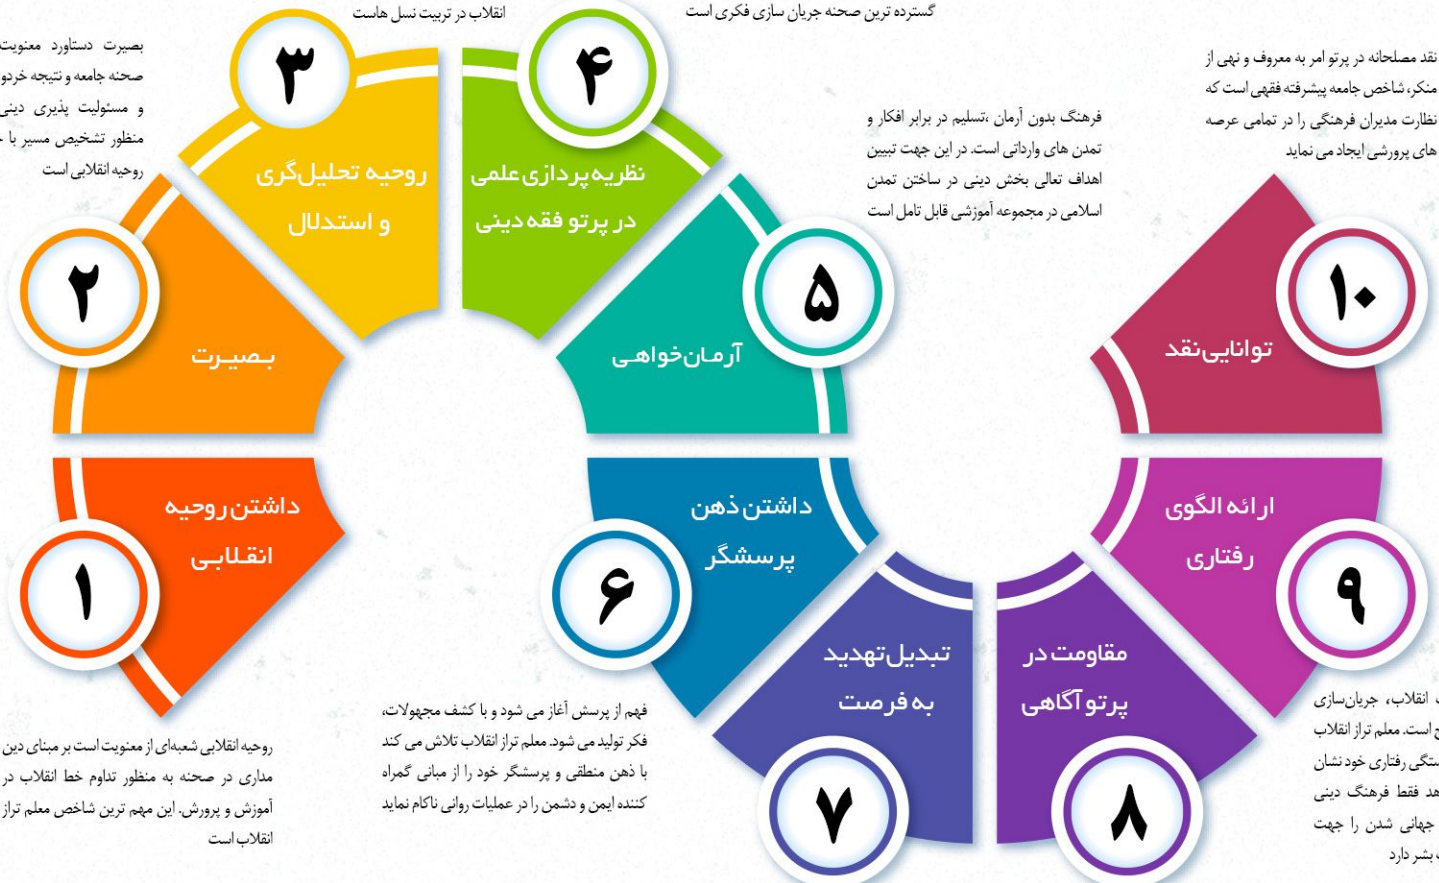 انقلاب در تربیت نسل هاست
گسترده ترین صحنه جریان سازی فکری است
بصیرت دستاورد معنویت
صحنه جامعه و نتیجه خردو
و مسئولیت پذیری دینی
منظور تشخیص مسیر با
روحیه انقلابی است
نقد مصلحانه در پرتو امر به معروف و نهی از
منکر، شاخص جامعه پیشرفته فقهی است که
نظارت مدیران فرهنگی را در تمامی عرصه
های پرورشی ایجاد می نماید
فرهنگ بدون آرمان ،تسلیم در برابر افکار و
تمدن های وارداتی است. در این جهت تبیین
اهداف تعالی بخش دینی در ساختن تمدن
اسلامی در مجموعه آموزشی قابل تامل است
۱
داشتن روحیه
انقلابی
۲
بصیرت
۳
روحیه تحلیل‌گری
و استدلال
۴
نظریه پردازی علمی
در پرتو فقه دینی
۵
آرمان‌خواهی
۶
داشتن ذهن
پرسشگر
۷
تبدیل تهدید
به فرصت
۸
مقاومت در
پرتو آگاهی
۹
ارائه الگوی
رفتاری
۱۰
توانایی نقد
روحیه انقلابی شعبه‌ای از معنویت است بر مبنای دین
مداری در صحنه به منظور تداوم خط انقلاب در
آموزش و پرورش. این مهم ترین شاخص معلم تراز
انقلاب است
فهم از پرسش آغاز می شود و با کشف مجهولات،
فکر تولید می شود. معلم تراز انقلاب تلاش می کند
با ذهن منطقی و پرسشگر خود را از مبانی گمراه
کننده ایمن و دشمن را در عملیات روانی ناکام نماید
انقلاب، جریان‌سازی
است. معلم تراز انقلاب
رفتاری خود نشان
فقط فرهنگ دینی
جهانی شدن را جهت
بشر دارد